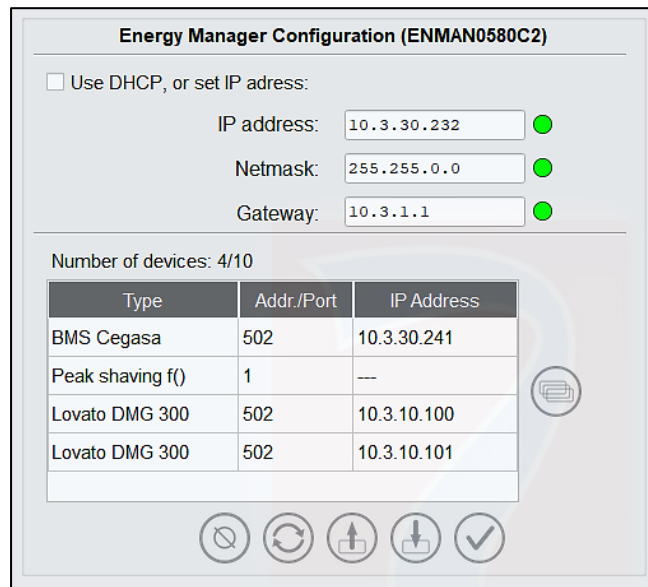 Energy Manager Configuration (ENMAN0580C2)
Use DHCP, or set IP adress:
IP address: 10.3.30.232
Netmask: 255.255.0.0
Gateway: 10.3.1.1
Number of devices: 4/10
Type Addr./Port IP Address
BMS Cegasa 502 10.3.30.241
Peak shaving f() 1 ---
Lovato DMG 300 502 10.3.10.100
Lovato DMG 300 502 10.3.10.101